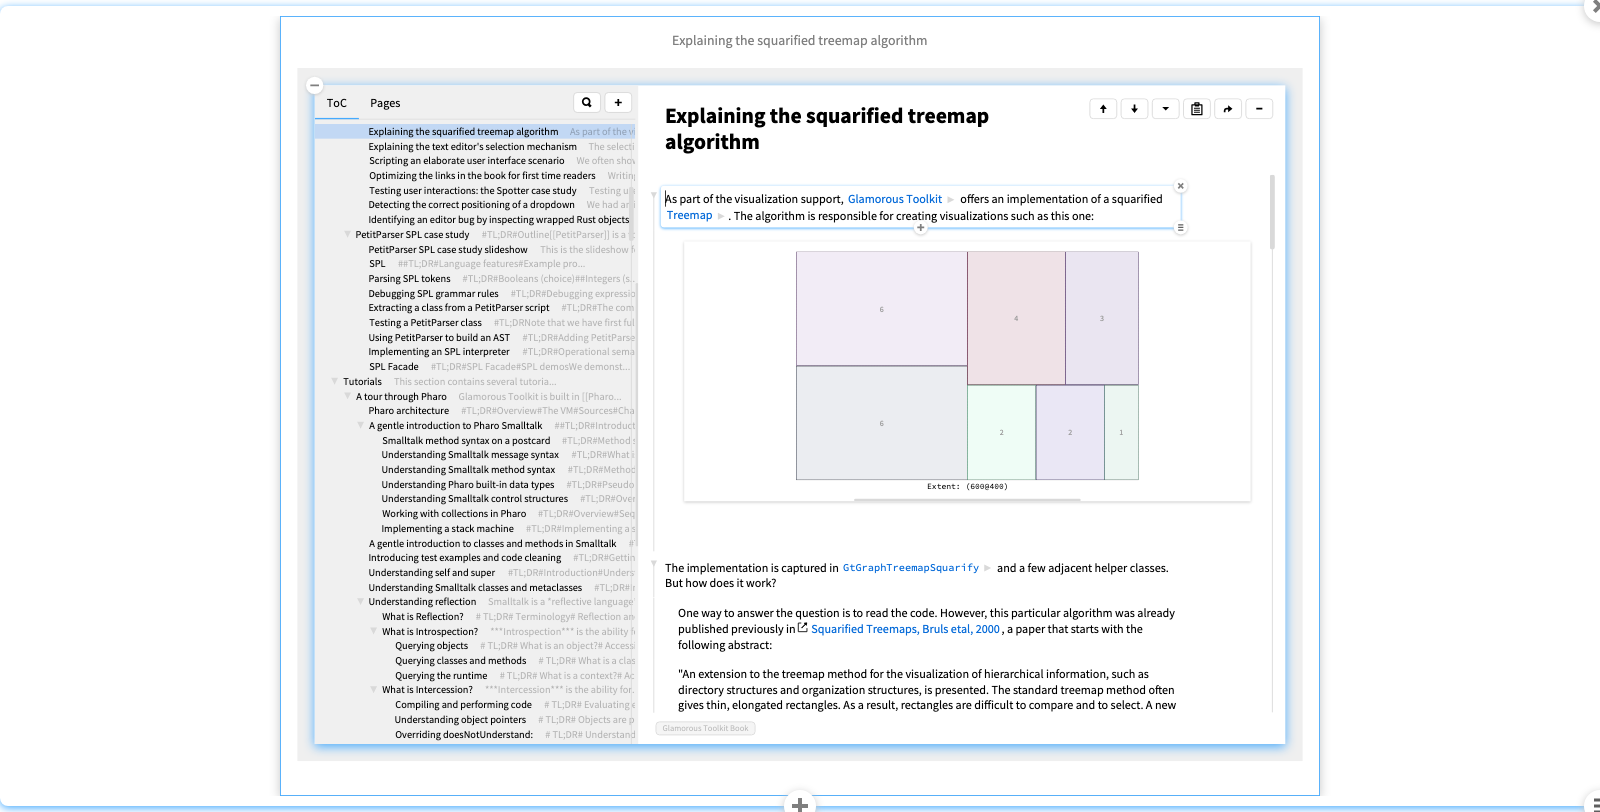 Explaining the squarified treemap algorithm
ToC Pages
Explaining the squarified treemap algorithm As part of the v
Explaining the text editor's selection mechanism The selecti
Scripting an elaborate user interface scenario We often show
Optimizing the links in the book for first time readers Writing
Testing user interactions: the Spotter case study Testing u
Detecting the correct positioning of a dropdown We had an
Identifying an editor bug by inspecting wrapped Rust objects
PetitParser SPL case study #TL;DR#Outline[[PetitParser]] is a
PetitParser SPL case study slideshow This is the slideshow f
SPL ##TL;DR#Language features#Example pro...
Parsing SPL tokens #TL;DR#Booleans (choice)##Integers (s...
Debugging SPL grammar rules #TL;DR#Debugging expressio
Extracting a class from a PetitParser script #TL;DR#The com
Testing a PetitParser class #TL;DRNote that we have first ful
Using PetitParser to build an AST #TL;DR#Adding PetitParse
Implementing an SPL interpreter #TL;DR#Operational sema
SPL Facade #TL;DR#SPL Facade#SPL demosWe demonst...
Tutorials This section contains several tutoria...
A tour through Pharo Glamorous Toolkit is built in [[Pharo...
Pharo architecture #TL;DR#Overview#The VM#Sources#Cha
A gentle introduction to Pharo Smalltalk ##TL;DR#Introduct
Smalltalk method syntax on a postcard #TL;DR#Method s
Understanding Smalltalk message syntax #TL;DR#What i
Understanding Smalltalk method syntax #TL;DR#Method
Understanding Pharo built-in data types #TL;DR#Pseudo
Understanding Smalltalk control structures #TL;DR#Over
Working with collections in Pharo #TL;DR#Overview#Seq
Implementing a stack machine #TL;DR#Implementing a s
A gentle introduction to classes and methods in Smalltalk #
Introducing test examples and code cleaning #TL;DR#Gettin
Understanding self and super #TL;DR#Introduction#Unders
Understanding Smalltalk classes and metaclasses #TL;DR#
Understanding reflection Smalltalk is a *reflective language*
What is Reflection? # TL;DR# Terminology# Reflection an
What is Introspection? ***Introspection*** is the ability f
Querying objects # TL;DR# What is an object?# Access
Querying classes and methods # TL;DR# What is a clas
Querying the runtime # TL;DR# What is a context?# Ac
What is Intercession? ***Intercession*** is the ability for...
Compiling and performing code # TL;DR# Evaluating e
Understanding object pointers # TL;DR# Objects are p
Overriding doesNotUnderstand: # TL;DR# Understand
Explaining the squarified treemap
algorithm
As part of the visualization support, Glamorous Toolkit offers an implementation of a squarified
Treemap . The algorithm is responsible for creating visualizations such as this one:
6
4
3
6
2
2
1
Extent: (600@400)
The implementation is captured in GtGraphTreemapSquarify and a few adjacent helper classes.
But how does it work?
One way to answer the question is to read the code. However, this particular algorithm was already
published previously in Squarified Treemaps, Bruls etal, 2000 , a paper that starts with the
following abstract:
"An extension to the treemap method for the visualization of hierarchical information, such as
directory structures and organization structures, is presented. The standard treemap method often
gives thin, elongated rectangles. As a result, rectangles are difficult to compare and to select. A new
Glamorous Toolkit Book